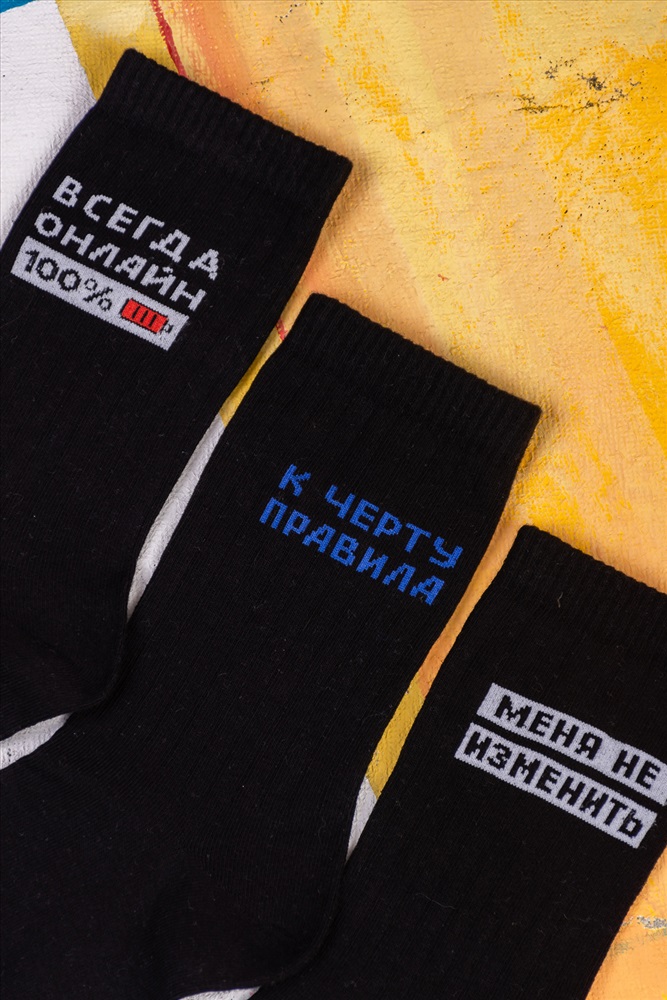 ВСЕГДА
ОНЛАЙН
100%
К ЧЕРТУ
ПРАВИЛА
МЕНЯ НЕ
ИЗМЕНИТЬ